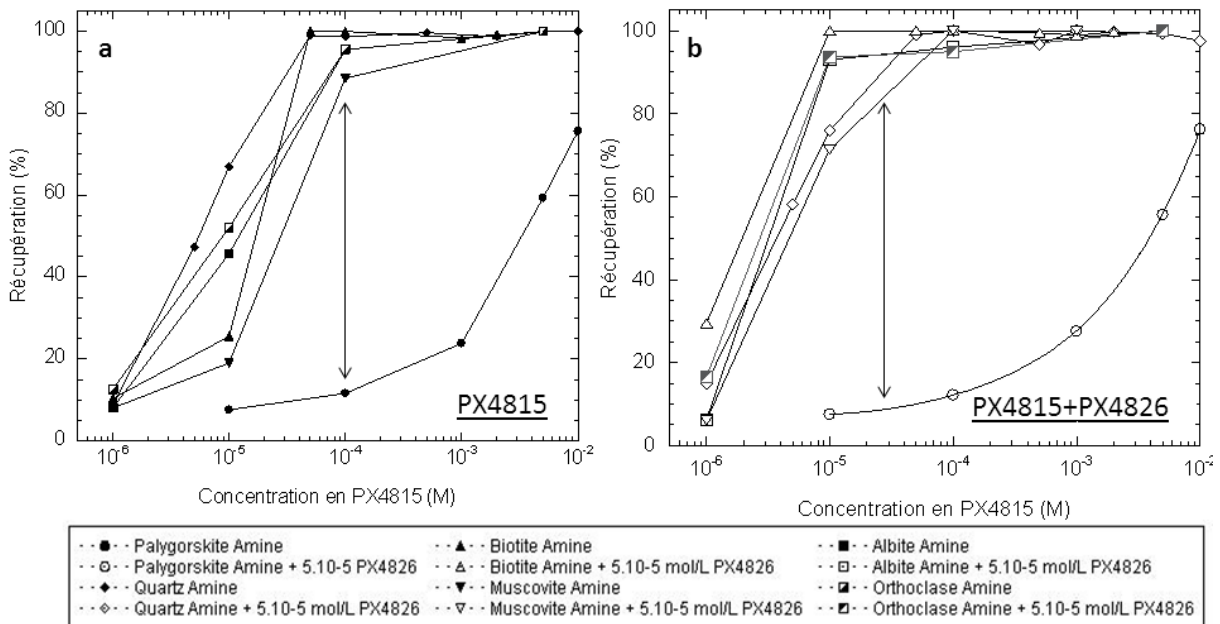 a
100
80
60
40
20
0
Récupération (%)
PX4815
10-6
10-5
10-4
10-3
10-2
Concentration en PX4815 (M)
b
100
80
60
40
20
0
Récupération (%)
PX4815+PX4826
10-6
10-5
10-4
10-3
10-2
Concentration en PX4815 (M)
Palygorskite Amine
Palygorskite Amine + 5.10-5 PX4826
Quartz Amine
Quartz Amine + 5.10-5 mol/L PX4826
Biotite Amine
Biotite Amine + 5.10-5 mol/L PX4826
Muscovite Amine
Muscovite Amine + 5.10-5 mol/L PX4826
Albite Amine
Albite Amine + 5.10-5 mol/L PX4826
Orthoclase Amine
Orthoclase Amine + 5.10-5 mol/L PX4826